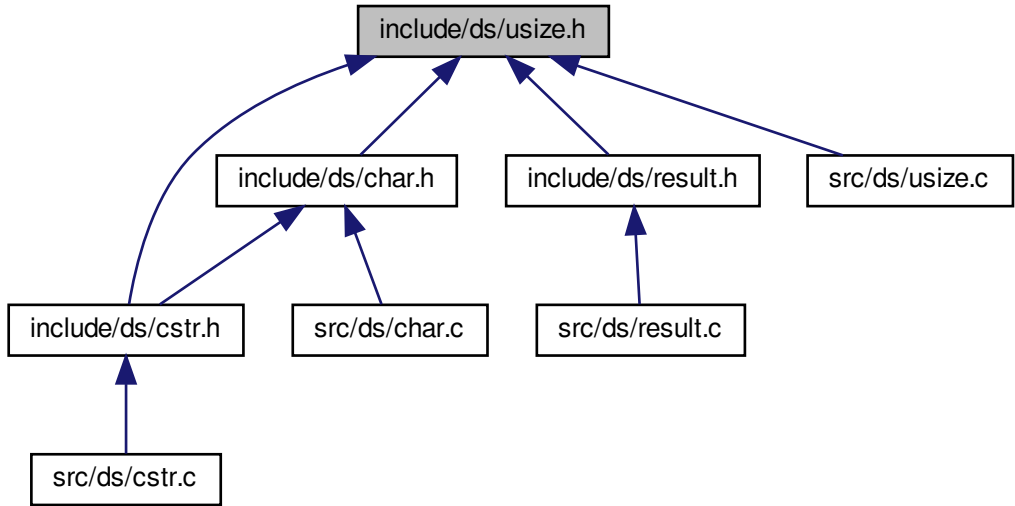 include/ds/usize.h
include/ds/char.h
include/ds/result.h
src/ds/usize.c
include/ds/cstr.h
src/ds/char.c
src/ds/result.c
src/ds/cstr.c